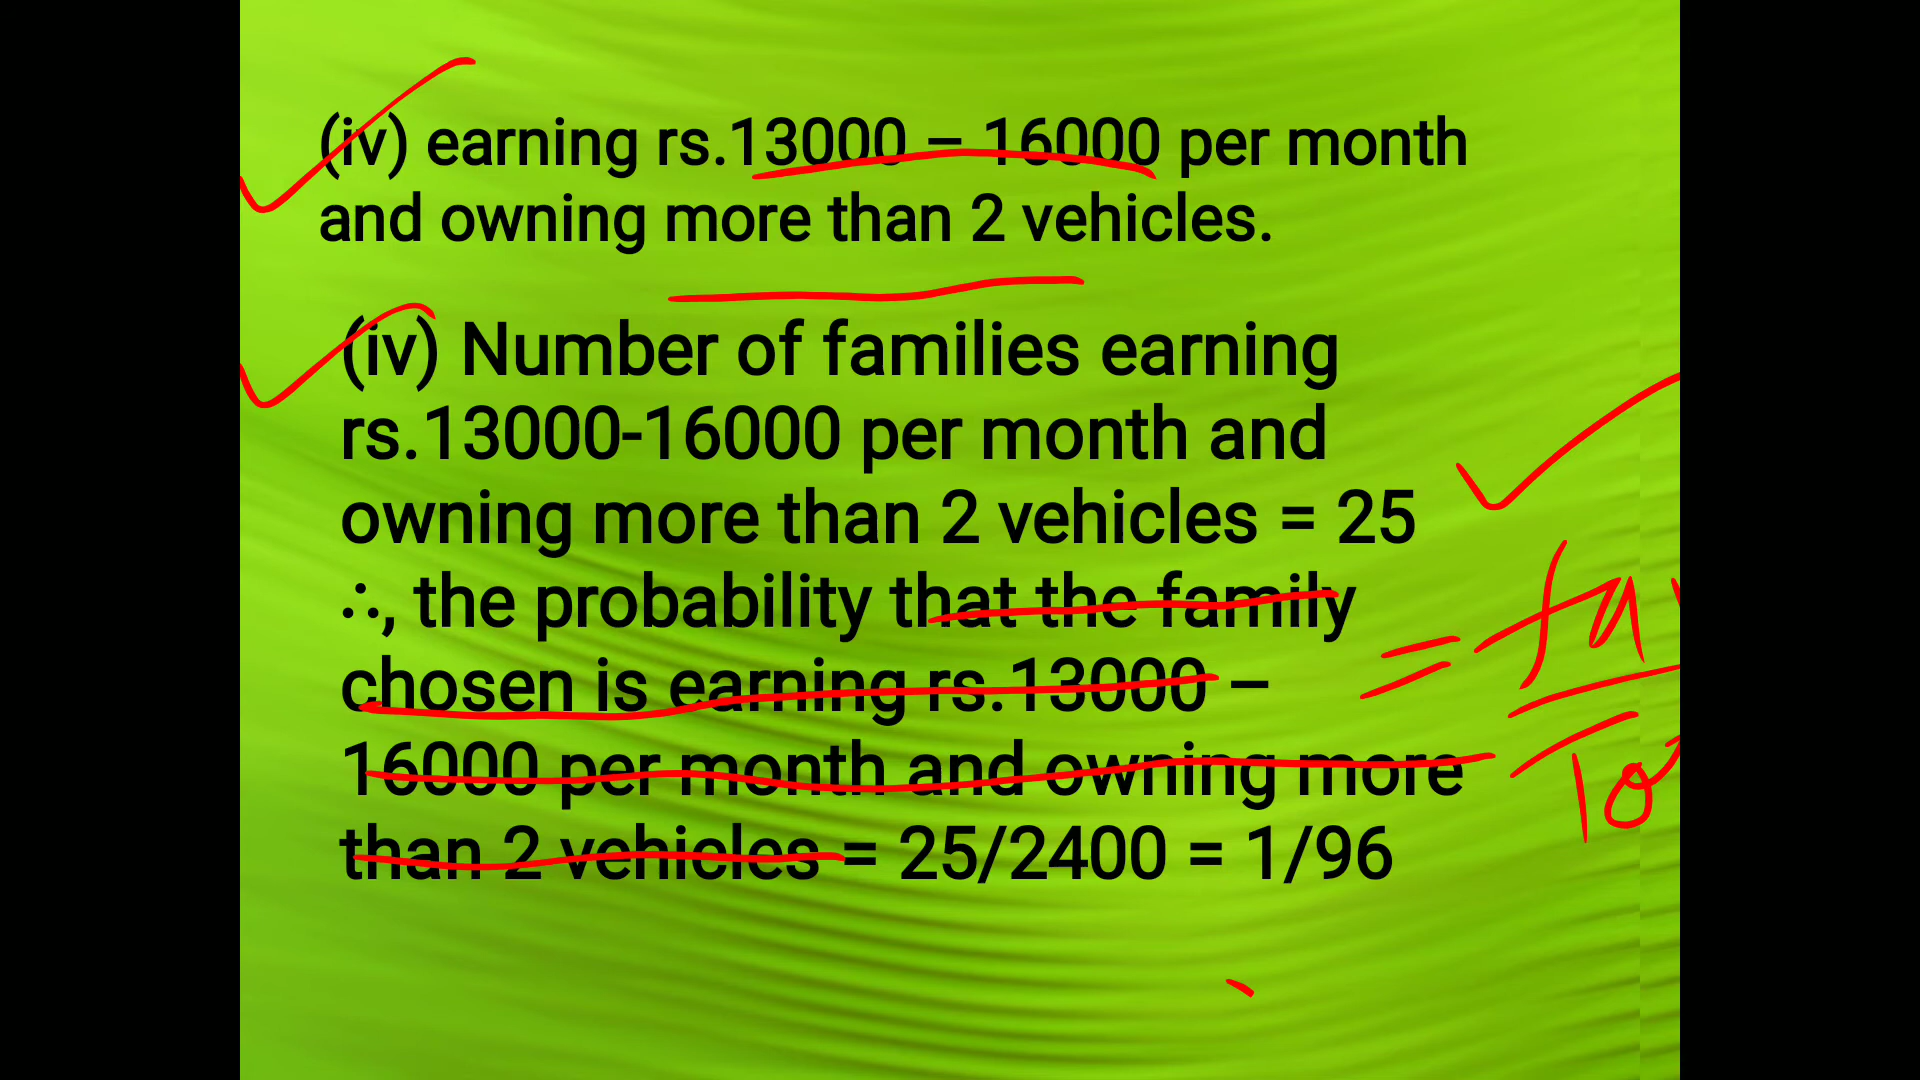 (iv) earning rs.13000 – 16000 per month
and owning more than 2 vehicles.
(iv) Number of families earning
rs.13000-16000 per month and
owning more than 2 vehicles = 25
∴, the probability that the family
chosen is earning rs.13000 –
16000 per month and owning more
than 2 vehicles = 25/2400 = 1/96